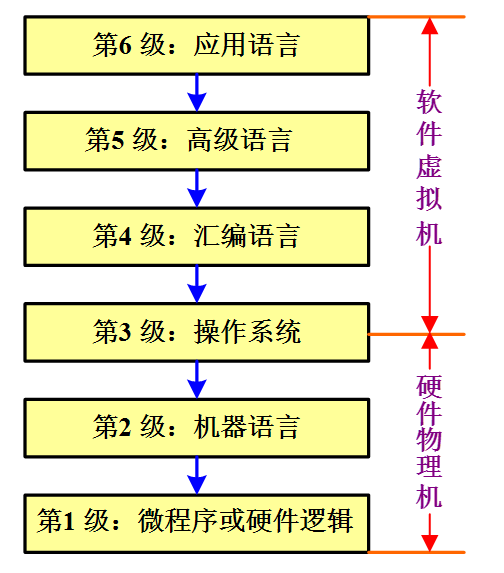 第6 级：应用语言
第5 级：高级语言
第4 级：汇编语言
第3 级：操作系统
第2 级：机器语言
第1 级：微程序或硬件逻辑
软件虚拟机
硬件物理机